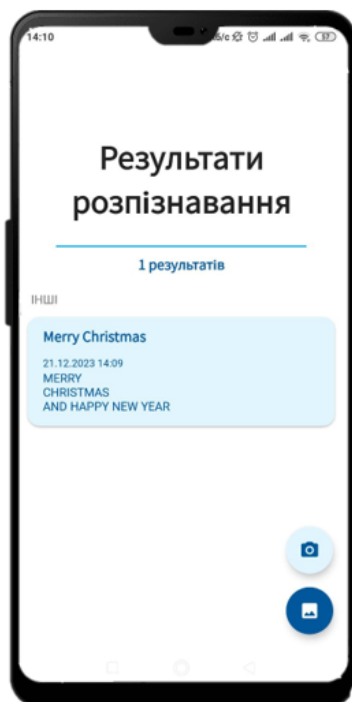 14:10
Результати
розпізнавання
1 результатів
ІНШІ
Merry Christmas
21.12.2023 14:09
MERRY
CHRISTMAS
AND HAPPY NEW YEAR